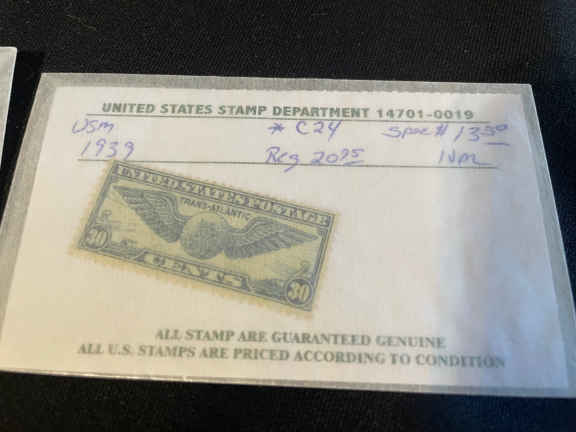 UNITED STATES STAMP DEPARTMENT 14701-0019
USM * C24 Spec# 13.50
1939 Reg 20.95
UNITED STATES POSTAGE
TRANS-ATLANTIC
30 30
CENTS
ALL STAMP ARE GUARANTEED GENUINE
ALL U.S. STAMPS ARE PRICED ACCORDING TO CONDITION